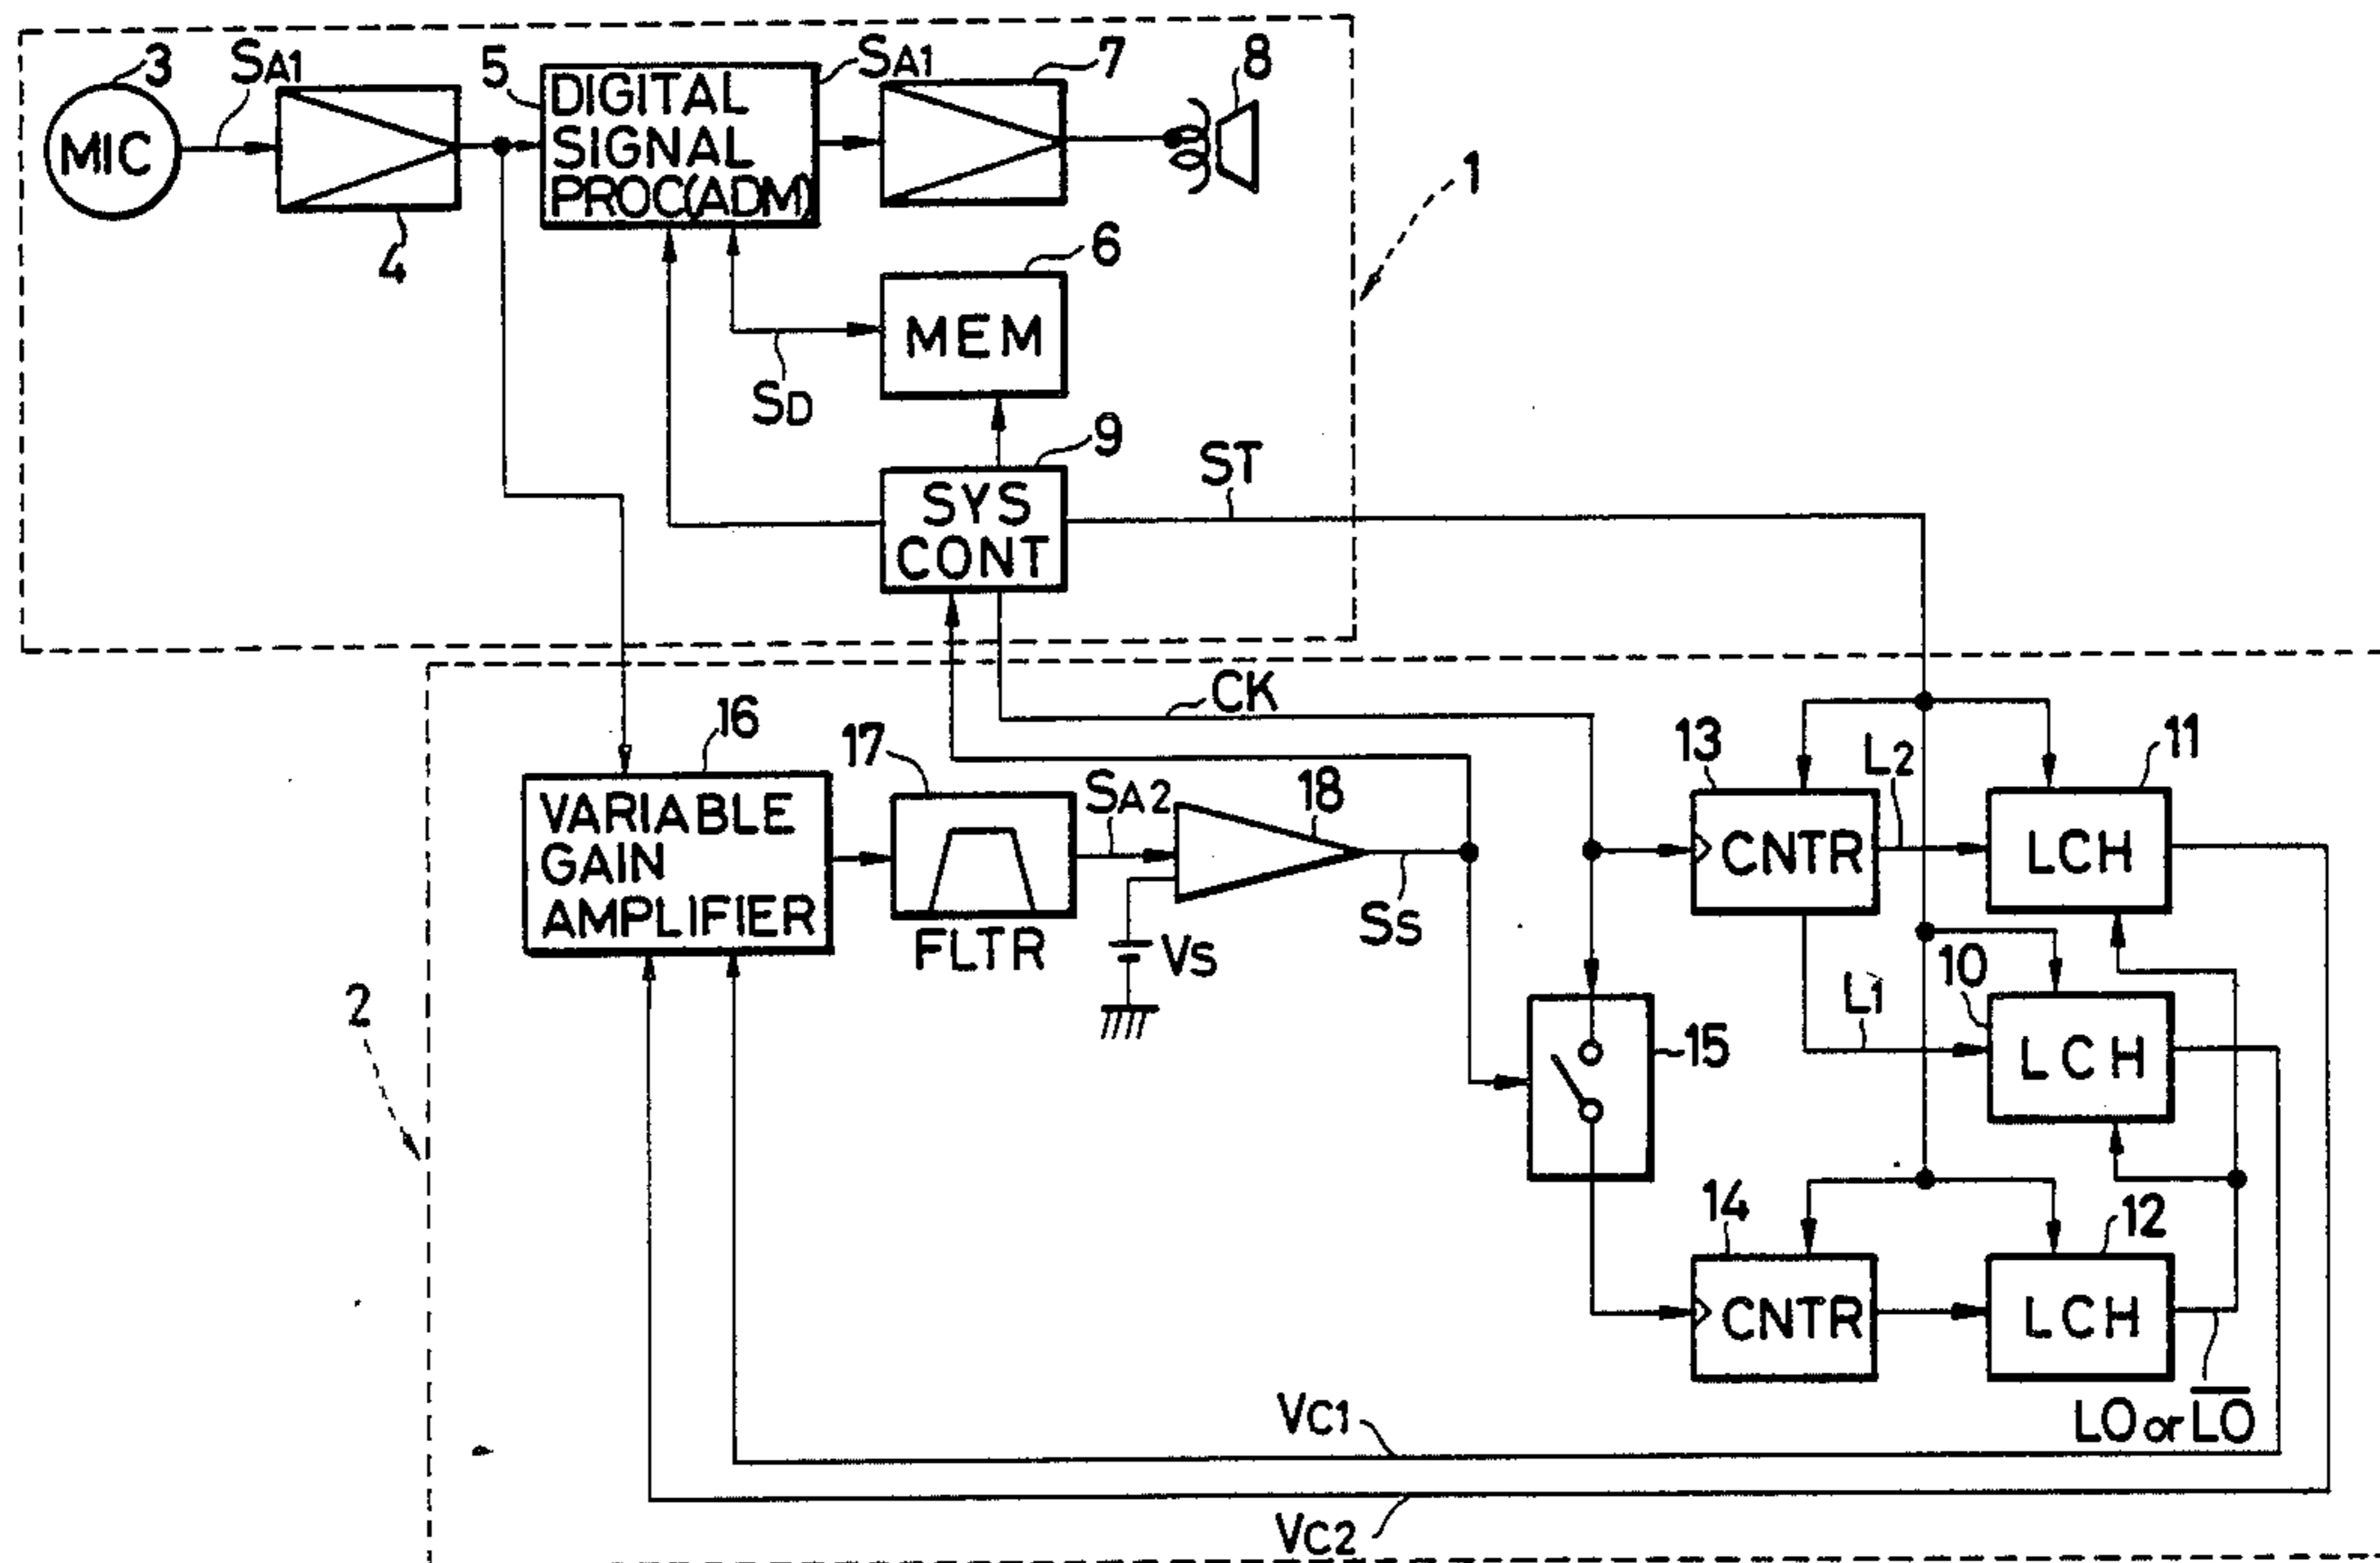 3
SA1
5
SA1
7
8
MIC
DIGITAL
SIGNAL
PROC(ADM)
4
6
1
MEM
SD
9
ST
SYS
CONT
CK
16
17
13
L2
11
SA2
18
VARIABLE
GAIN
AMPLIFIER
CNTR
LCH
FLTR
VS
SS
10
L1
2
15
LCH
14
12
CNTR
LCH
VC1
LO or L̅O̅
VC2